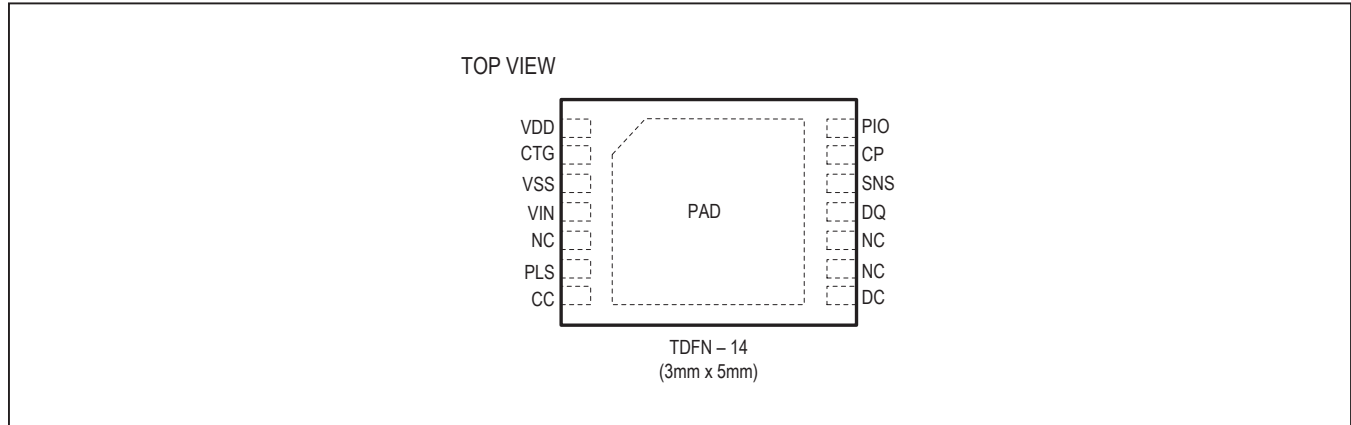 TOP VIEW
VDD
CTG
VSS
VIN
NC
PLS
CC
PAD
PIO
CP
SNS
DQ
NC
NC
DC
TDFN – 14
(3mm x 5mm)